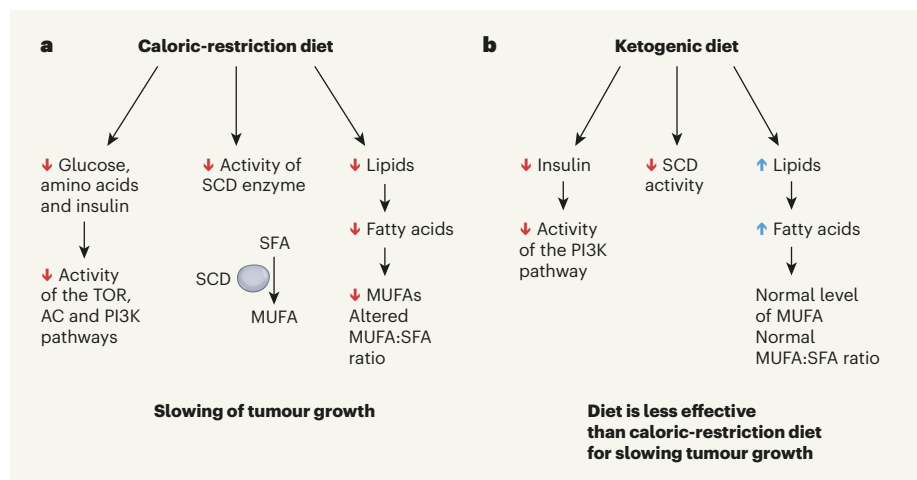 a
Caloric-restriction diet
↓ Glucose,
amino acids
and insulin
↓ Activity
of the TOR,
AC and PI3K
pathways
↓ Activity of
SCD enzyme
SFA
SCD
MUFA
↓ Lipids
↓ Fatty acids
↓ MUFAs
Altered
MUFA:SFA
ratio
Slowing of tumour growth
b
Ketogenic diet
↓ Insulin
↓ Activity
of the PI3K
pathway
↓ SCD
activity
↑ Lipids
↑ Fatty acids
Normal level
of MUFA
Normal
MUFA:SFA ratio
Diet is less effective
than caloric-restriction diet
for slowing tumour growth